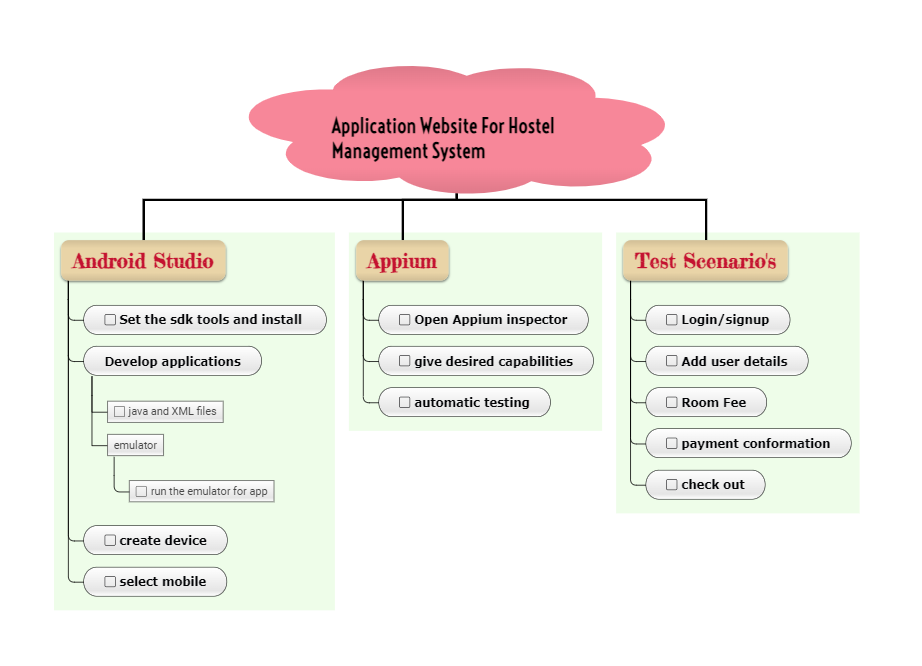 Application Website For Hostel
Management System
Android Studio
Set the sdk tools and install
Develop applications
java and XML files
emulator
run the emulator for app
create device
select mobile
Appium
Open Appium inspector
give desired capabilities
automatic testing
Test Scenario's
Login/signup
Add user details
Room Fee
payment conformation
check out